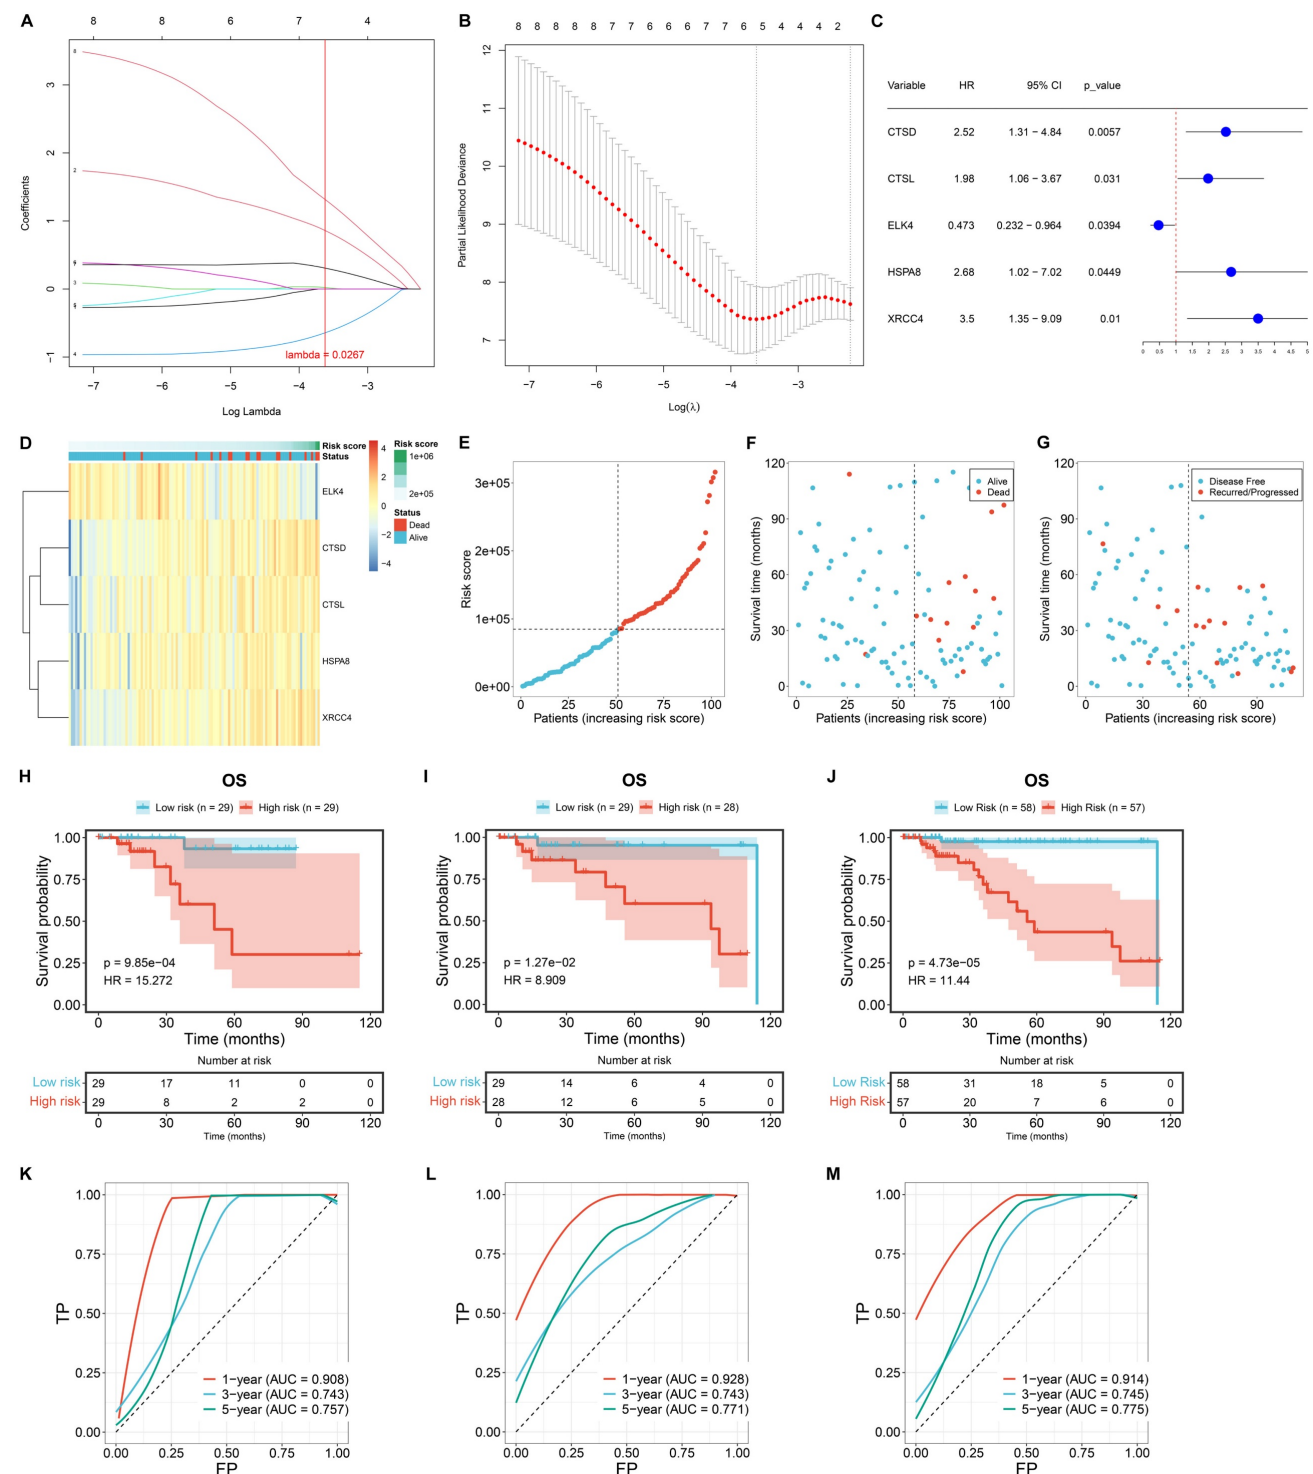 A
8 8 6 7 4
Coefficients
3
2
1
0
−1
8
2
3
4
lambda = 0.0267
−7 −6 −5 −4 −3
Log Lambda
B
8 8 8 8 8 7 7 6 6 6 7 7 6 5 4 4 2
Partial Likelihood Deviance
12
11
10
9
8
7
−7 −6 −5 −4 −3
Log(λ)
C
Variable HR 95% CI p_value
CTSD 2.52 1.31 − 4.84 0.0057
CTSL 1.98 1.06 − 3.67 0.031
ELK4 0.473 0.232 − 0.964 0.0394
HSPA8 2.68 1.02 − 7.02 0.0449
XRCC4 3.5 1.35 − 9.09 0.01
0 0.5 1 1.5 2 2.5 3 3.5 4 4.5 5
D
Risk score
Status
ELK4
CTSD
CTSL
HSPA8
XRCC4
4
2
0
−2
−4
Risk score
1e+06
2e+05
Status
Dead
Alive
E
Risk score
3e+05
2e+05
1e+05
0e+00
0 25 50 75 100
Patients (increasing risk score)
F
Survival time (months)
120
90
60
30
0
Alive
Dead
0 25 50 75 100
Patients (increasing risk score)
G
Survival time (months)
120
90
60
30
0
Disease Free
Recurred/Progressed
0 30 60 90
Patients (increasing risk score)
H
OS
Low risk (n = 29) High risk (n = 29)
Survival probability
1.00
0.75
0.50
0.25
0.00
p = 9.85e−04
HR = 15.272
0 30 60 90 120
Time (months)
Number at risk
Low risk 29 17 11 0 0
High risk 29 8 2 2 0
0 30 60 90 120
Time (months)
I
OS
Low risk (n = 29) High risk (n = 28)
Survival probability
1.00
0.75
0.50
0.25
0.00
p = 1.27e−02
HR = 8.909
0 30 60 90 120
Time (months)
Number at risk
Low risk 29 14 6 4 0
High risk 28 12 6 5 0
0 30 60 90 120
Time (months)
J
OS
Low Risk (n = 58) High Risk (n = 57)
Survival probability
1.00
0.75
0.50
0.25
0.00
p = 4.73e−05
HR = 11.44
0 30 60 90 120
Time (months)
Number at risk
Low Risk 58 31 18 5 0
High Risk 57 20 7 6 0
0 30 60 90 120
Time (months)
K
TP
1.00
0.75
0.50
0.25
0.00
1−year (AUC = 0.908)
3−year (AUC = 0.743)
5−year (AUC = 0.757)
0.00 0.25 0.50 0.75 1.00
FP
L
TP
1.00
0.75
0.50
0.25
0.00
1−year (AUC = 0.928)
3−year (AUC = 0.743)
5−year (AUC = 0.771)
0.00 0.25 0.50 0.75 1.00
FP
M
TP
1.00
0.75
0.50
0.25
0.00
1−year (AUC = 0.914)
3−year (AUC = 0.745)
5−year (AUC = 0.775)
0.00 0.25 0.50 0.75 1.00
FP